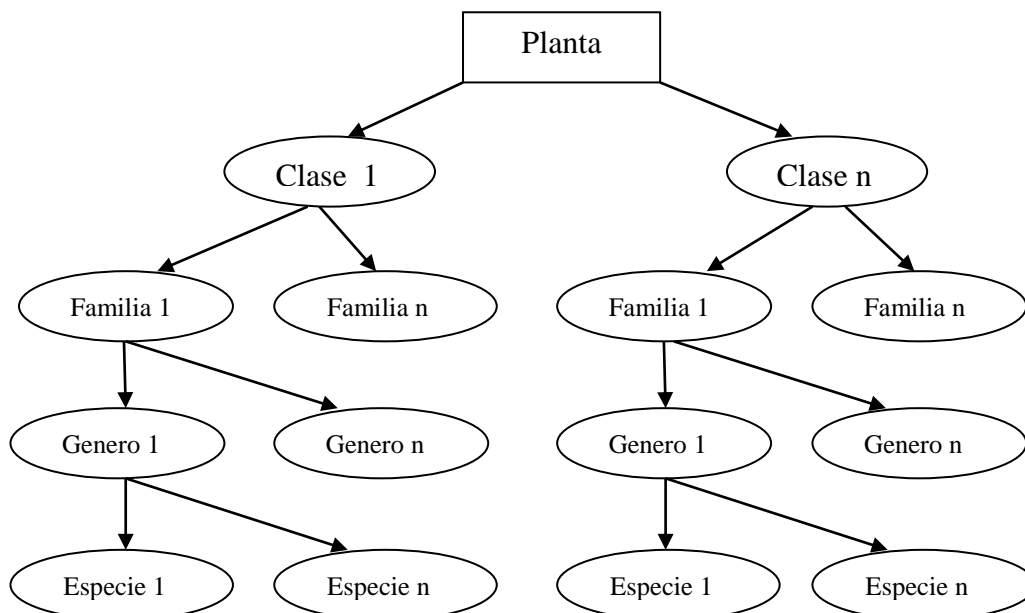 Planta
Clase 1
Clase n
Familia 1
Familia n
Familia 1
Familia n
Genero 1
Genero n
Genero 1
Genero n
Especie 1
Especie n
Especie 1
Especie n